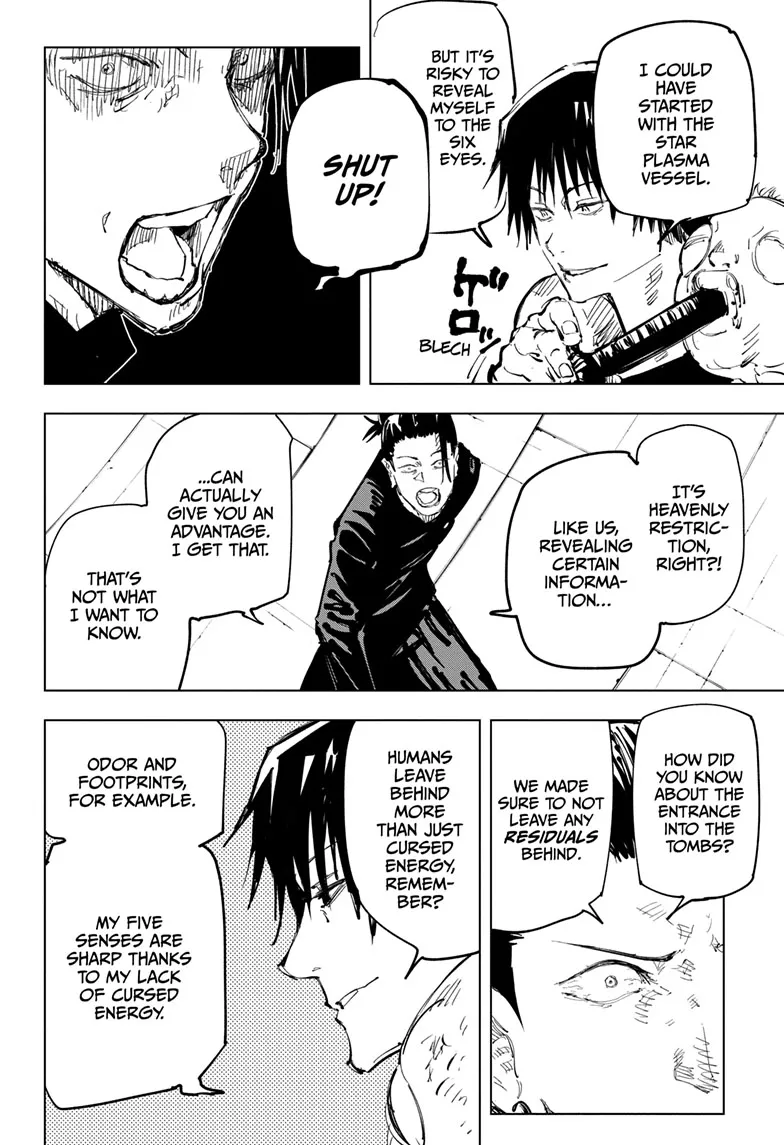 I COULD
HAVE
STARTED
WITH THE
STAR
PLASMA
VESSEL.
BUT IT'S
RISKY TO
REVEAL
MYSELF
TO THE
SIX
EYES.
ゲロッ
BLECH
SHUT
UP!
IT'S
HEAVENLY
RESTRIC-
TION,
RIGHT?!
LIKE US,
REVEALING
CERTAIN
INFORMA-
TION...
...CAN
ACTUALLY
GIVE YOU AN
ADVANTAGE.
I GET THAT.
THAT'S
NOT WHAT
I WANT TO
KNOW.
HOW DID
YOU KNOW
ABOUT THE
ENTRANCE
INTO THE
TOMBS?
WE MADE
SURE TO NOT
LEAVE ANY
RESIDUALS
BEHIND.
HUMANS
LEAVE
BEHIND
MORE
THAN JUST
CURSED
ENERGY,
REMEM-
BER?
ODOR AND
FOOTPRINTS,
FOR EXAMPLE.
MY FIVE
SENSES ARE
SHARP THANKS
TO MY LACK
OF CURSED
ENERGY.